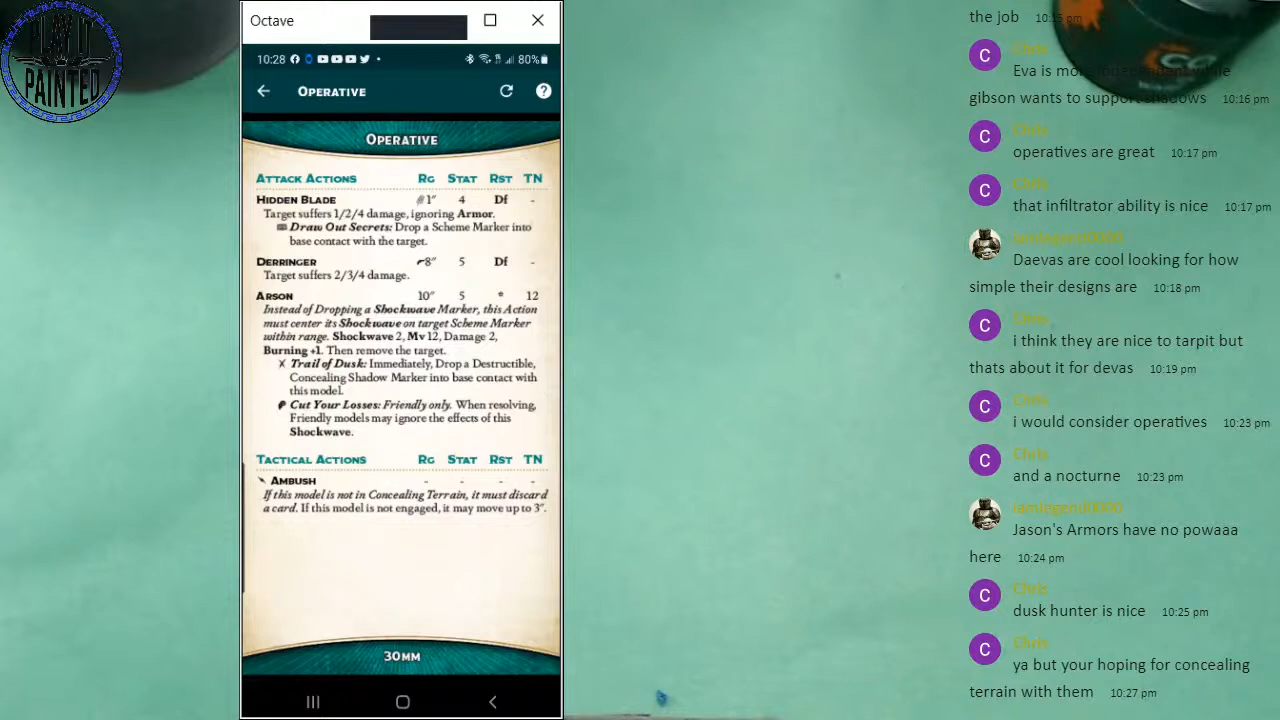 PLAY IT
PAINTED
Octave
10:28
80%
OPERATIVE
OPERATIVE
ATTACK ACTIONS RG STAT RST TN
HIDDEN BLADE 1" 4 Df -
Target suffers 1/2/4 damage, ignoring Armor.
Draw Out Secrets: Drop a Scheme Marker into
base contact with the target.
DERRINGER 8" 5 Df -
Target suffers 2/3/4 damage.
ARSON 10" 5 * 12
Instead of Dropping a Shockwave Marker, this Action
must center its Shockwave on target Scheme Marker
within range. Shockwave 2, Mv 12, Damage 2,
Burning +1. Then remove the target.
Trail of Dusk: Immediately, Drop a Destructible,
Concealing Shadow Marker into base contact with
this model.
Cut Your Losses: Friendly only. When resolving,
Friendly models may ignore the effects of this
Shockwave.
TACTICAL ACTIONS RG STAT RST TN
AMBUSH - - - -
If this model is not in Concealing Terrain, it must discard
a card. If this model is not engaged, it may move up to 3".
30MM
the job 10:15 pm
C Chris
Eva is more independent while
gibson wants to support shadows 10:16 pm
C Chris
operatives are great 10:17 pm
C Chris
that infiltrator ability is nice 10:17 pm
iamlegend0000
Daevas are cool looking for how
simple their designs are 10:18 pm
C Chris
i think they are nice to tarpit but
thats about it for devas 10:19 pm
C Chris
i would consider operatives 10:23 pm
C Chris
and a nocturne 10:23 pm
iamlegend0000
Jason's Armors have no powaaa
here 10:24 pm
C Chris
dusk hunter is nice 10:25 pm
C Chris
ya but your hoping for concealing
terrain with them 10:27 pm